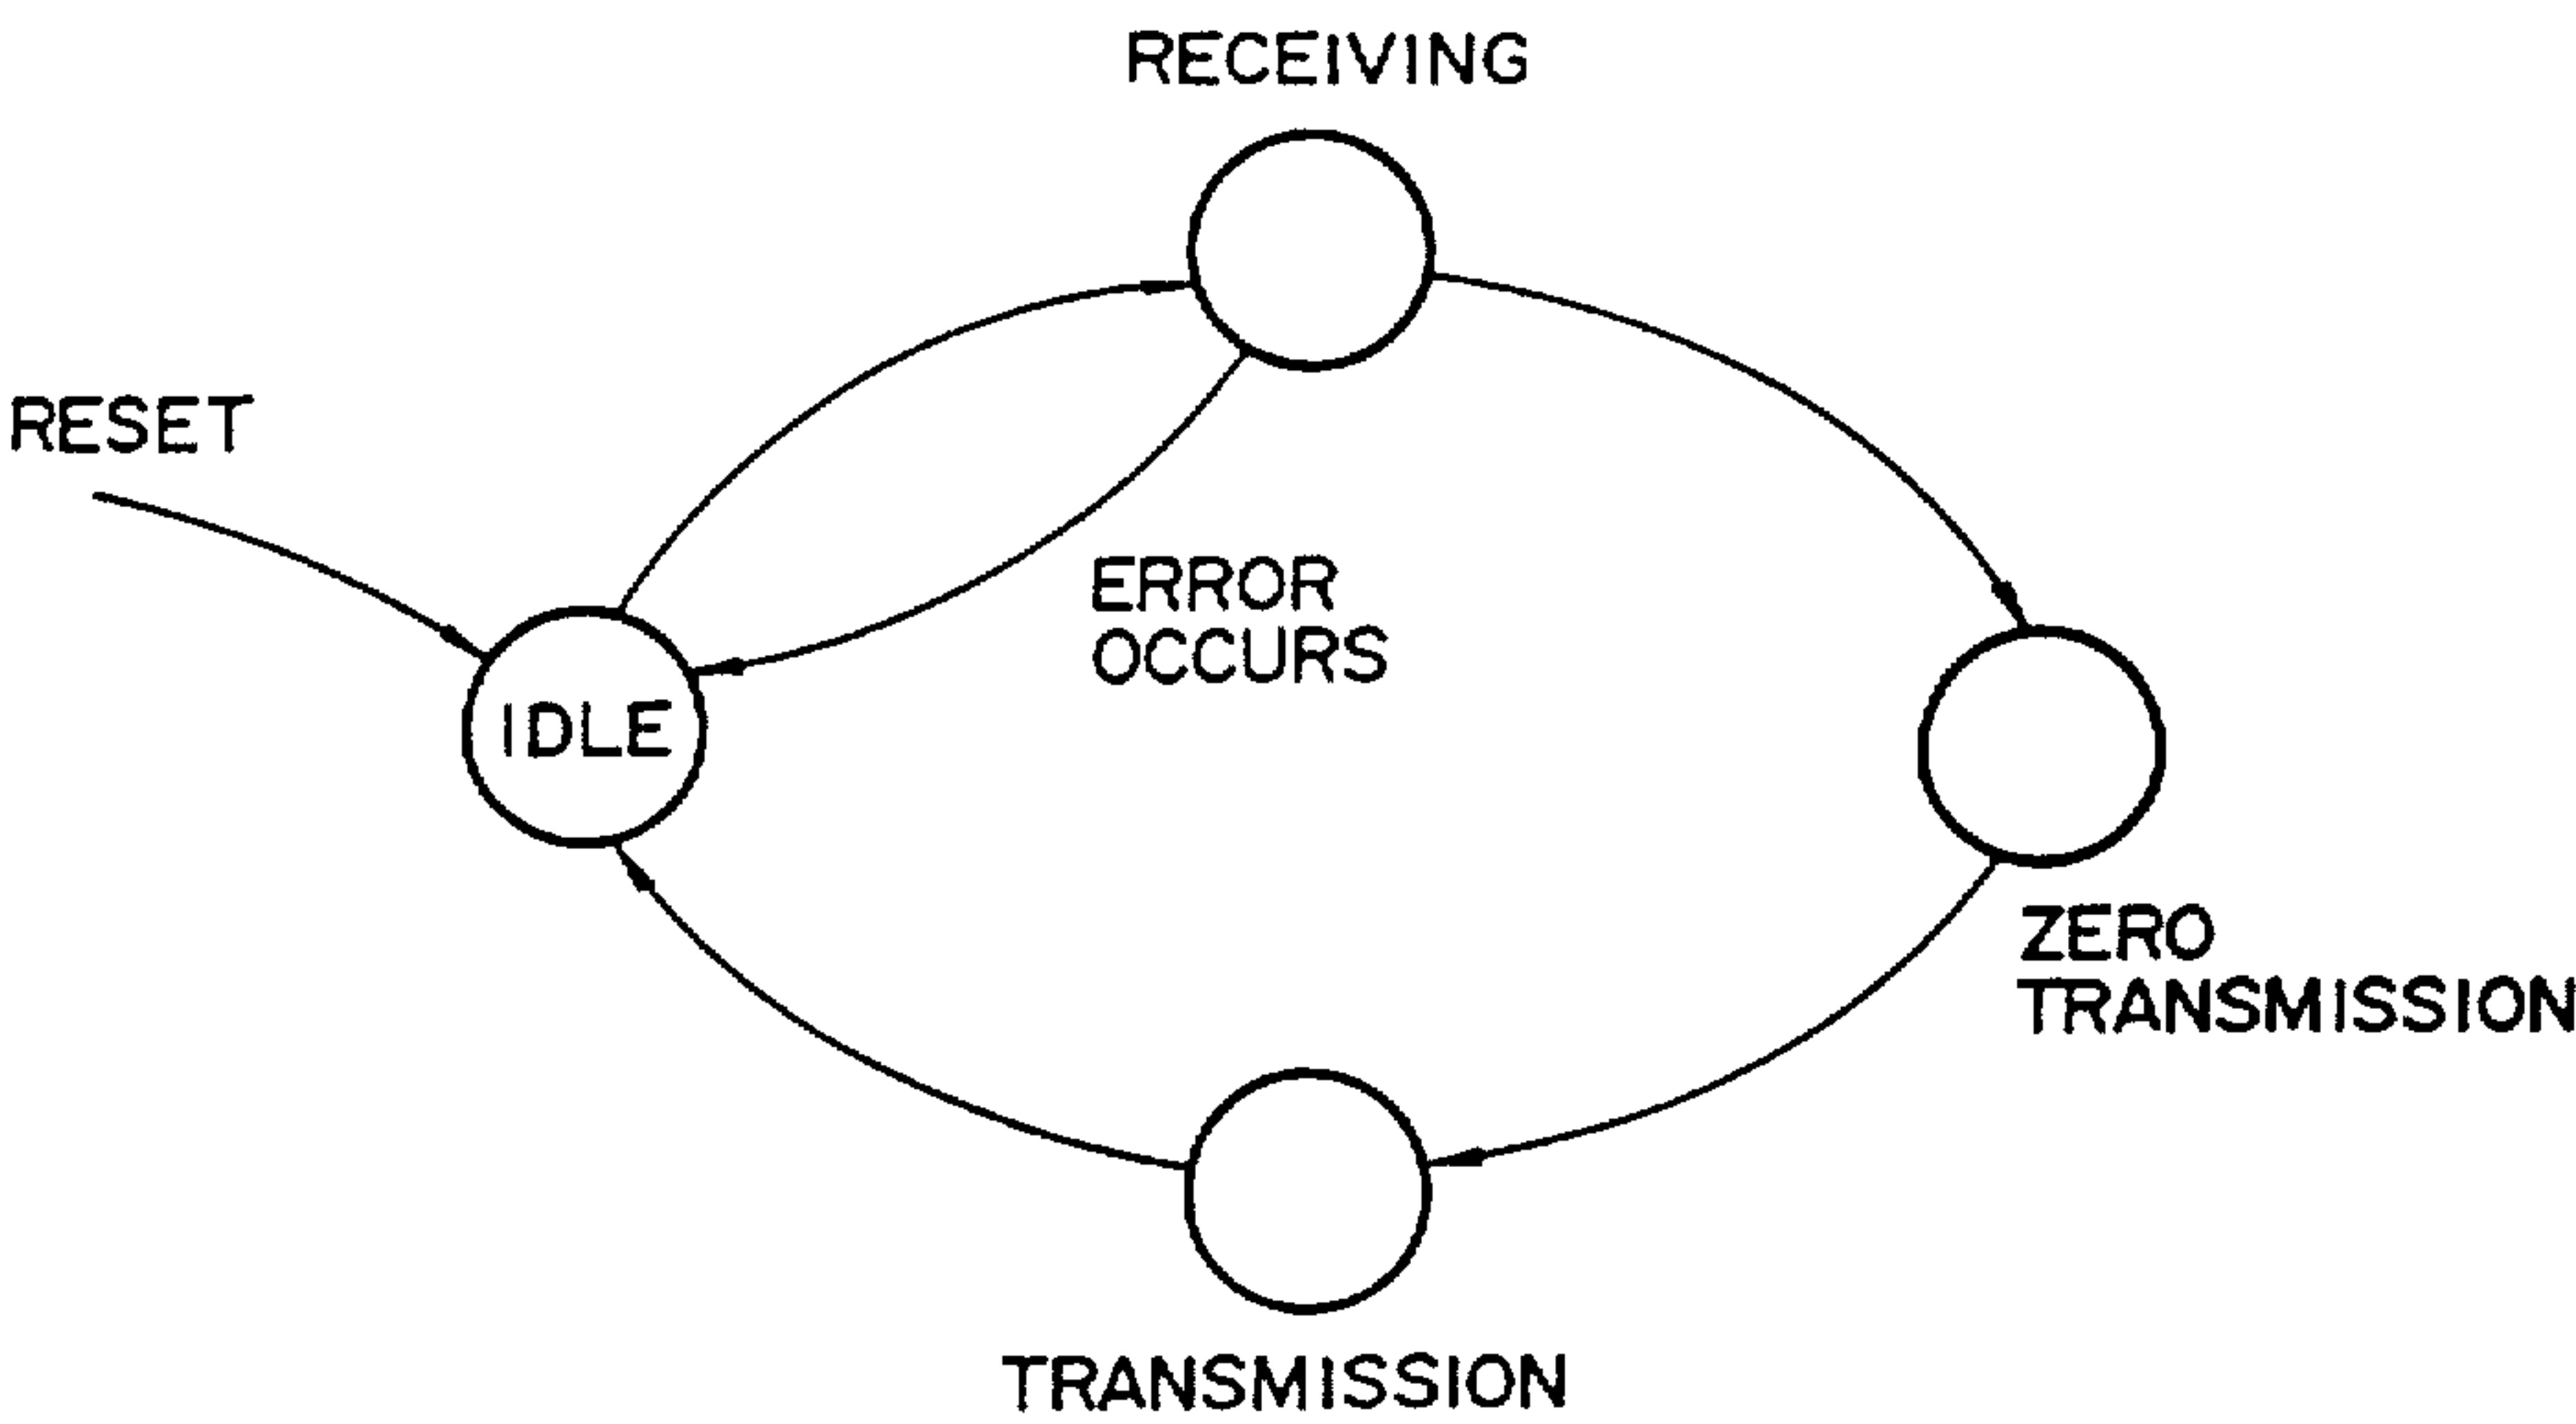 RECEIVING
RESET
ERROR
OCCURS
IDLE
ZERO
TRANSMISSION
TRANSMISSION